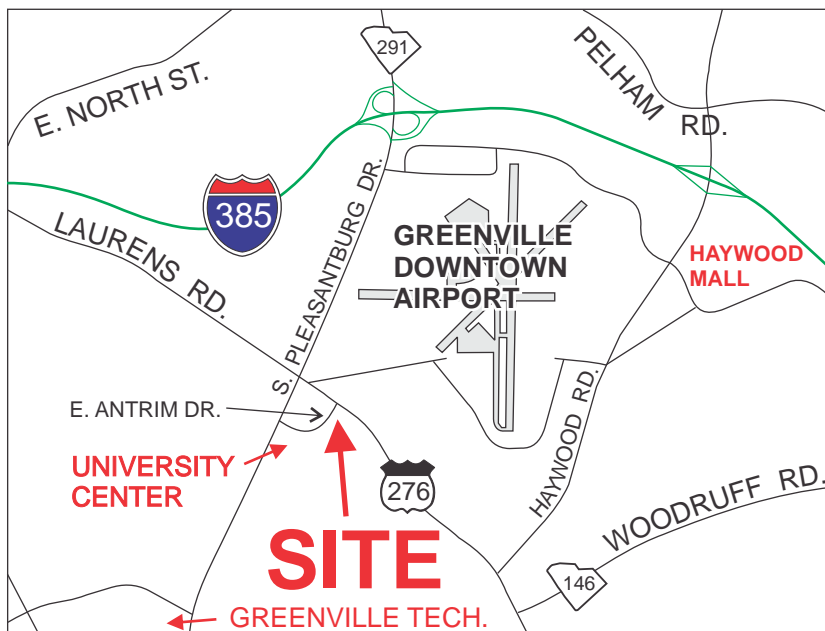 291
PELHAM RD.
E. NORTH ST.
385
S. PLEASANTBURG DR.
LAURENS RD.
GREENVILLE
DOWNTOWN
AIRPORT
HAYWOOD
MALL
E. ANTRIM DR.
HAYWOOD RD.
UNIVERSITY
CENTER
276
WOODRUFF RD.
SITE
146
GREENVILLE TECH.